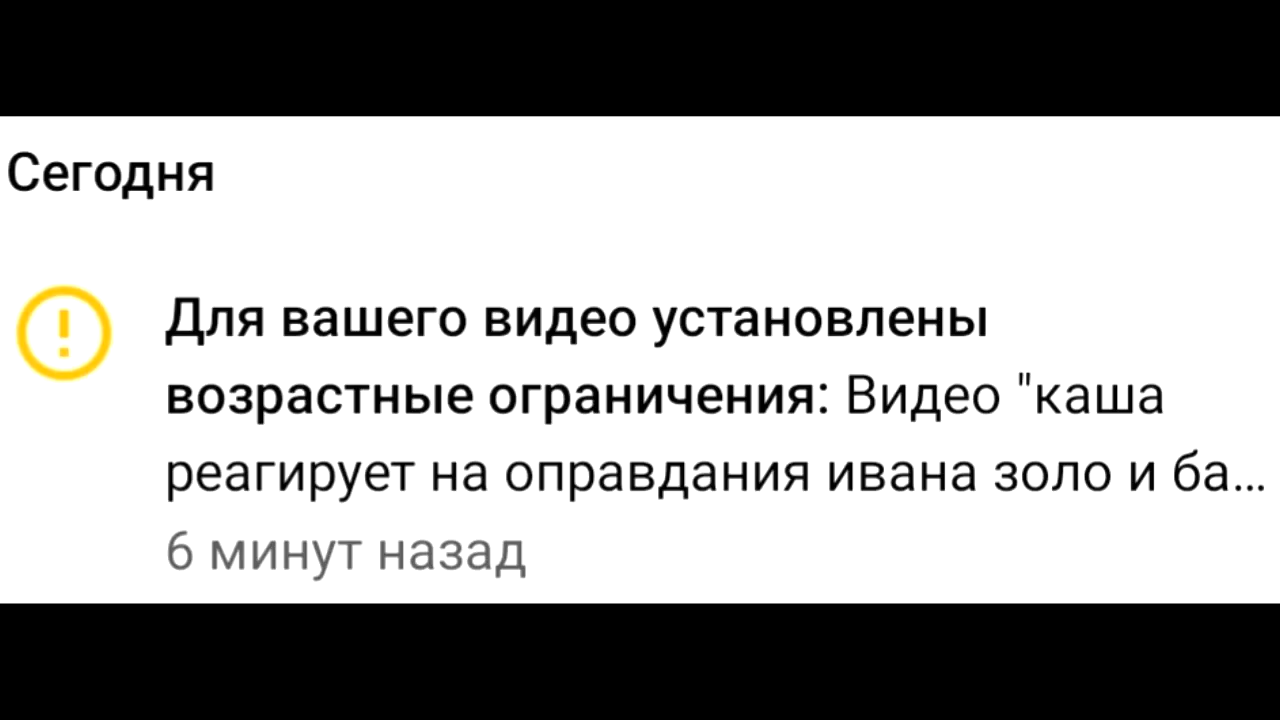 Сегодня
Для вашего видео установлены
возрастные ограничения: Видео "каша
реагирует на оправдания ивана золо и ба...
6 минут назад